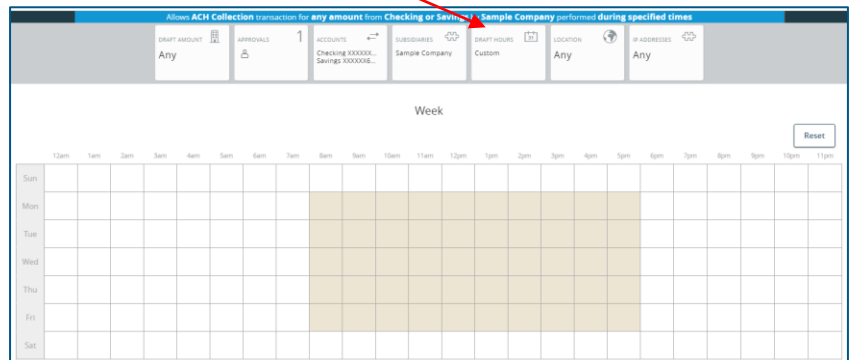 Allows ACH Collection transaction for any amount from Checking or Savings by Sample Company performed during specified times
DRAFT AMOUNT
Any
APPROVALS 1
ACCOUNTS
Checking XXXXXX...
Savings XXXXXX6...
SUBSIDIARIES
Sample Company
DRAFT HOURS 31
Custom
LOCATION
Any
IP ADDRESSES
Any
Week
Reset
12am 1am 2am 3am 4am 5am 6am 7am 8am 9am 10am 11am 12pm 1pm 2pm 3pm 4pm 5pm 6pm 7pm 8pm 9pm 10pm 11pm
Sun
Mon
Tue
Wed
Thu
Fri
Sat